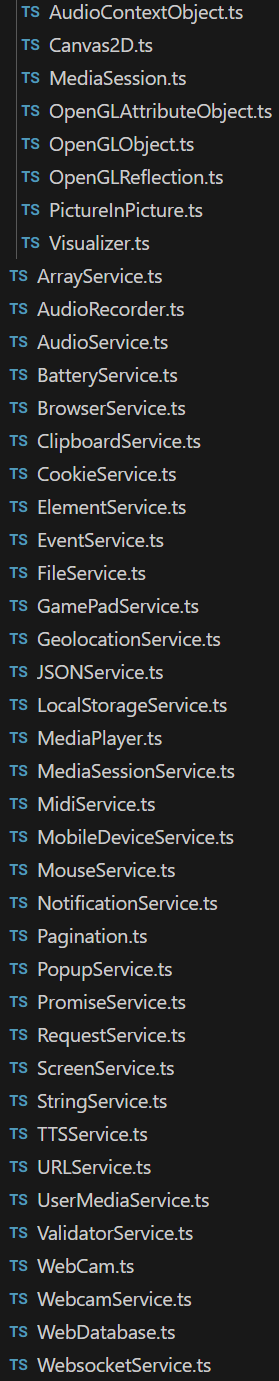 TS AudioContextObject.ts
TS Canvas2D.ts
TS MediaSession.ts
TS OpenGLAttributeObject.ts
TS OpenGLObject.ts
TS OpenGLReflection.ts
TS PictureInPicture.ts
TS Visualizer.ts
TS ArrayService.ts
TS AudioRecorder.ts
TS AudioService.ts
TS BatteryService.ts
TS BrowserService.ts
TS ClipboardService.ts
TS CookieService.ts
TS ElementService.ts
TS EventService.ts
TS FileService.ts
TS GamePadService.ts
TS GeolocationService.ts
TS JSONService.ts
TS LocalStorageService.ts
TS MediaPlayer.ts
TS MediaSessionService.ts
TS MidiService.ts
TS MobileDeviceService.ts
TS MouseService.ts
TS NotificationService.ts
TS Pagination.ts
TS PopupService.ts
TS PromiseService.ts
TS RequestService.ts
TS ScreenService.ts
TS StringService.ts
TS TTSService.ts
TS URLService.ts
TS UserMediaService.ts
TS ValidatorService.ts
TS WebCam.ts
TS WebcamService.ts
TS WebDatabase.ts
TS WebsocketService.ts